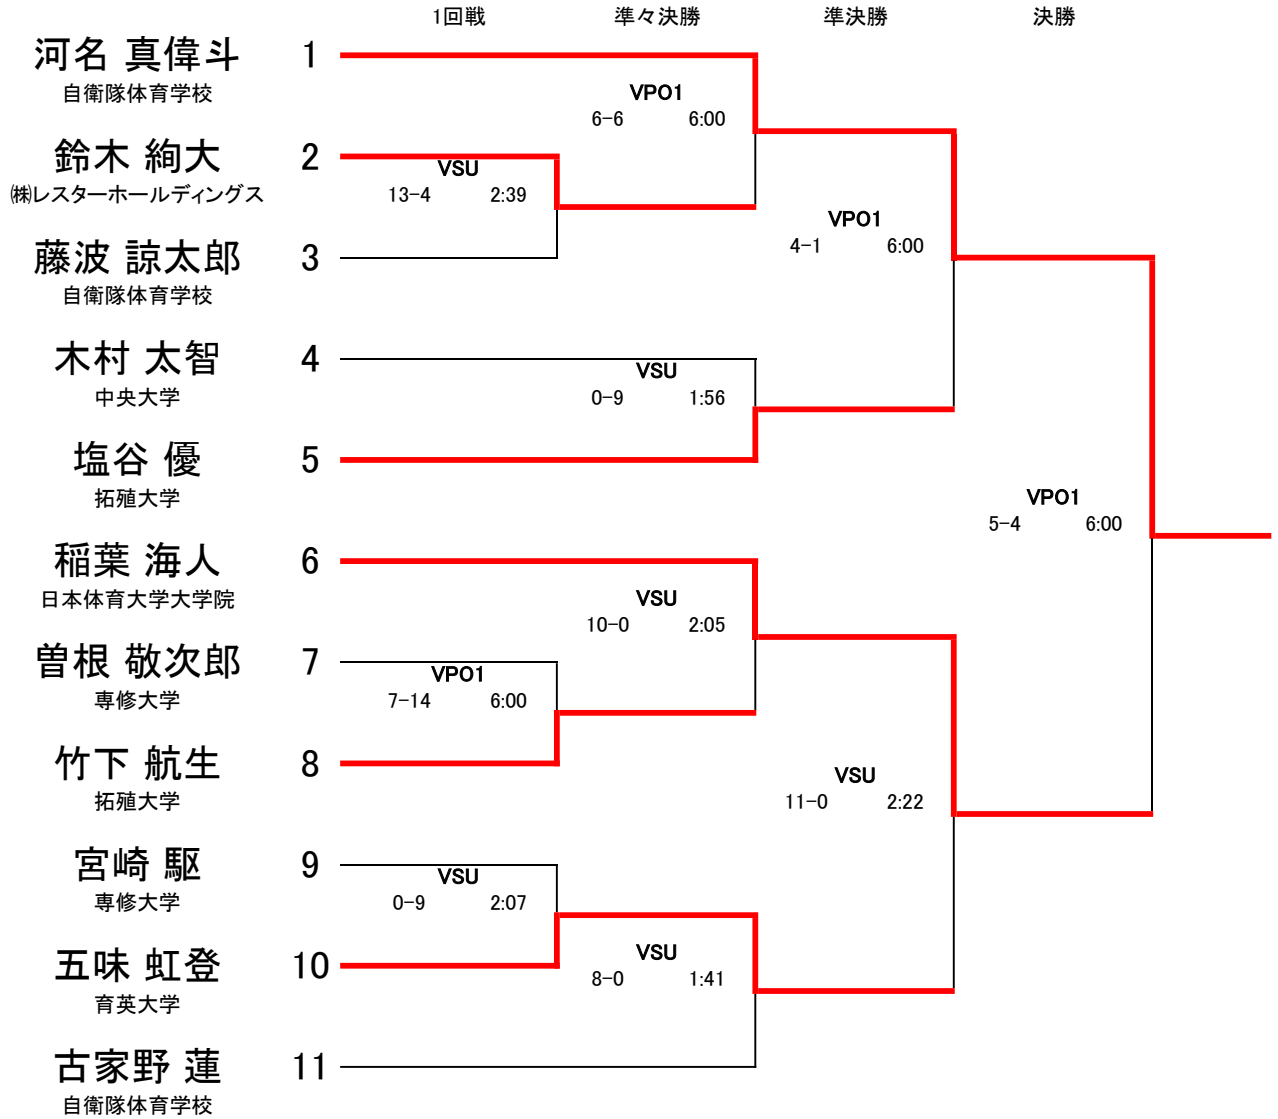 1回戦 準々決勝 準決勝 決勝
河名 真偉斗 1
自衛隊体育学校
VPO1
6-6 6:00
鈴木 絢大 2
㈱レスターホールディングス
VSU
13-4 2:39
藤波 諒太郎 3
自衛隊体育学校
VPO1
4-1 6:00
木村 太智 4
中央大学
VSU
0-9 1:56
塩谷 優 5
拓殖大学
VPO1
5-4 6:00
稲葉 海人 6
日本体育大学大学院
VSU
10-0 2:05
曽根 敬次郎 7
専修大学
VPO1
7-14 6:00
竹下 航生 8
拓殖大学
VSU
11-0 2:22
宮崎 駆 9
専修大学
VSU
0-9 2:07
五味 虹登 10
育英大学
VSU
8-0 1:41
古家野 蓮 11
自衛隊体育学校